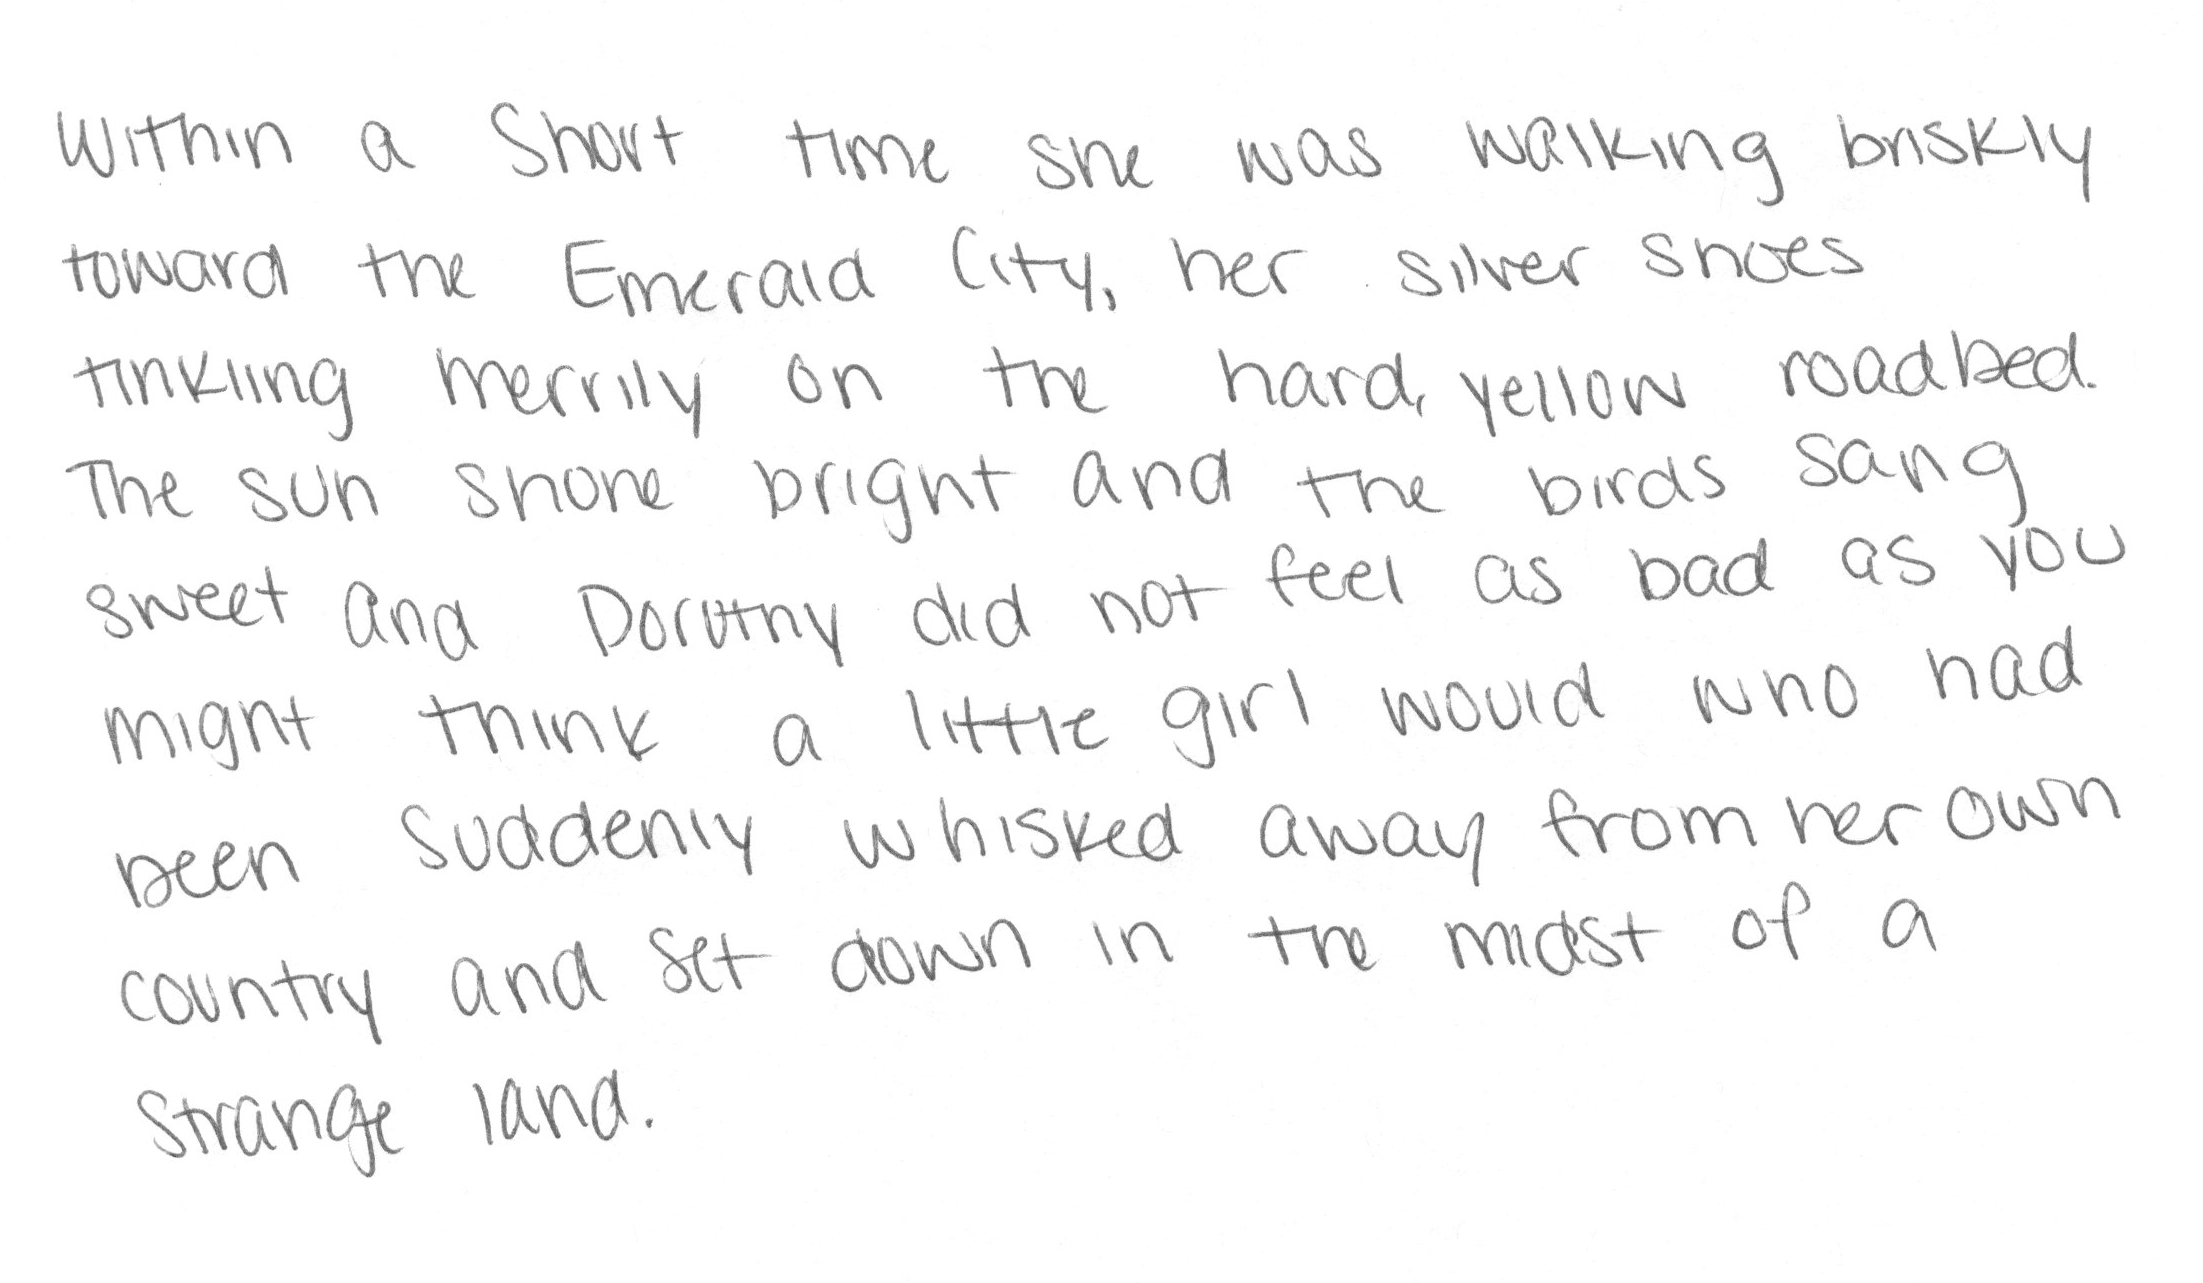 Within a Short time she was walking briskly
toward the Emerald City, her silver shoes
tinkling merrily on the hard, yellow roadbed.
The sun shone bright and the birds sang
sweet and Dorothy did not feel as bad as you
might think a little girl would who had
been suddenly whisked away from her own
country and set down in the midst of a
strange land.